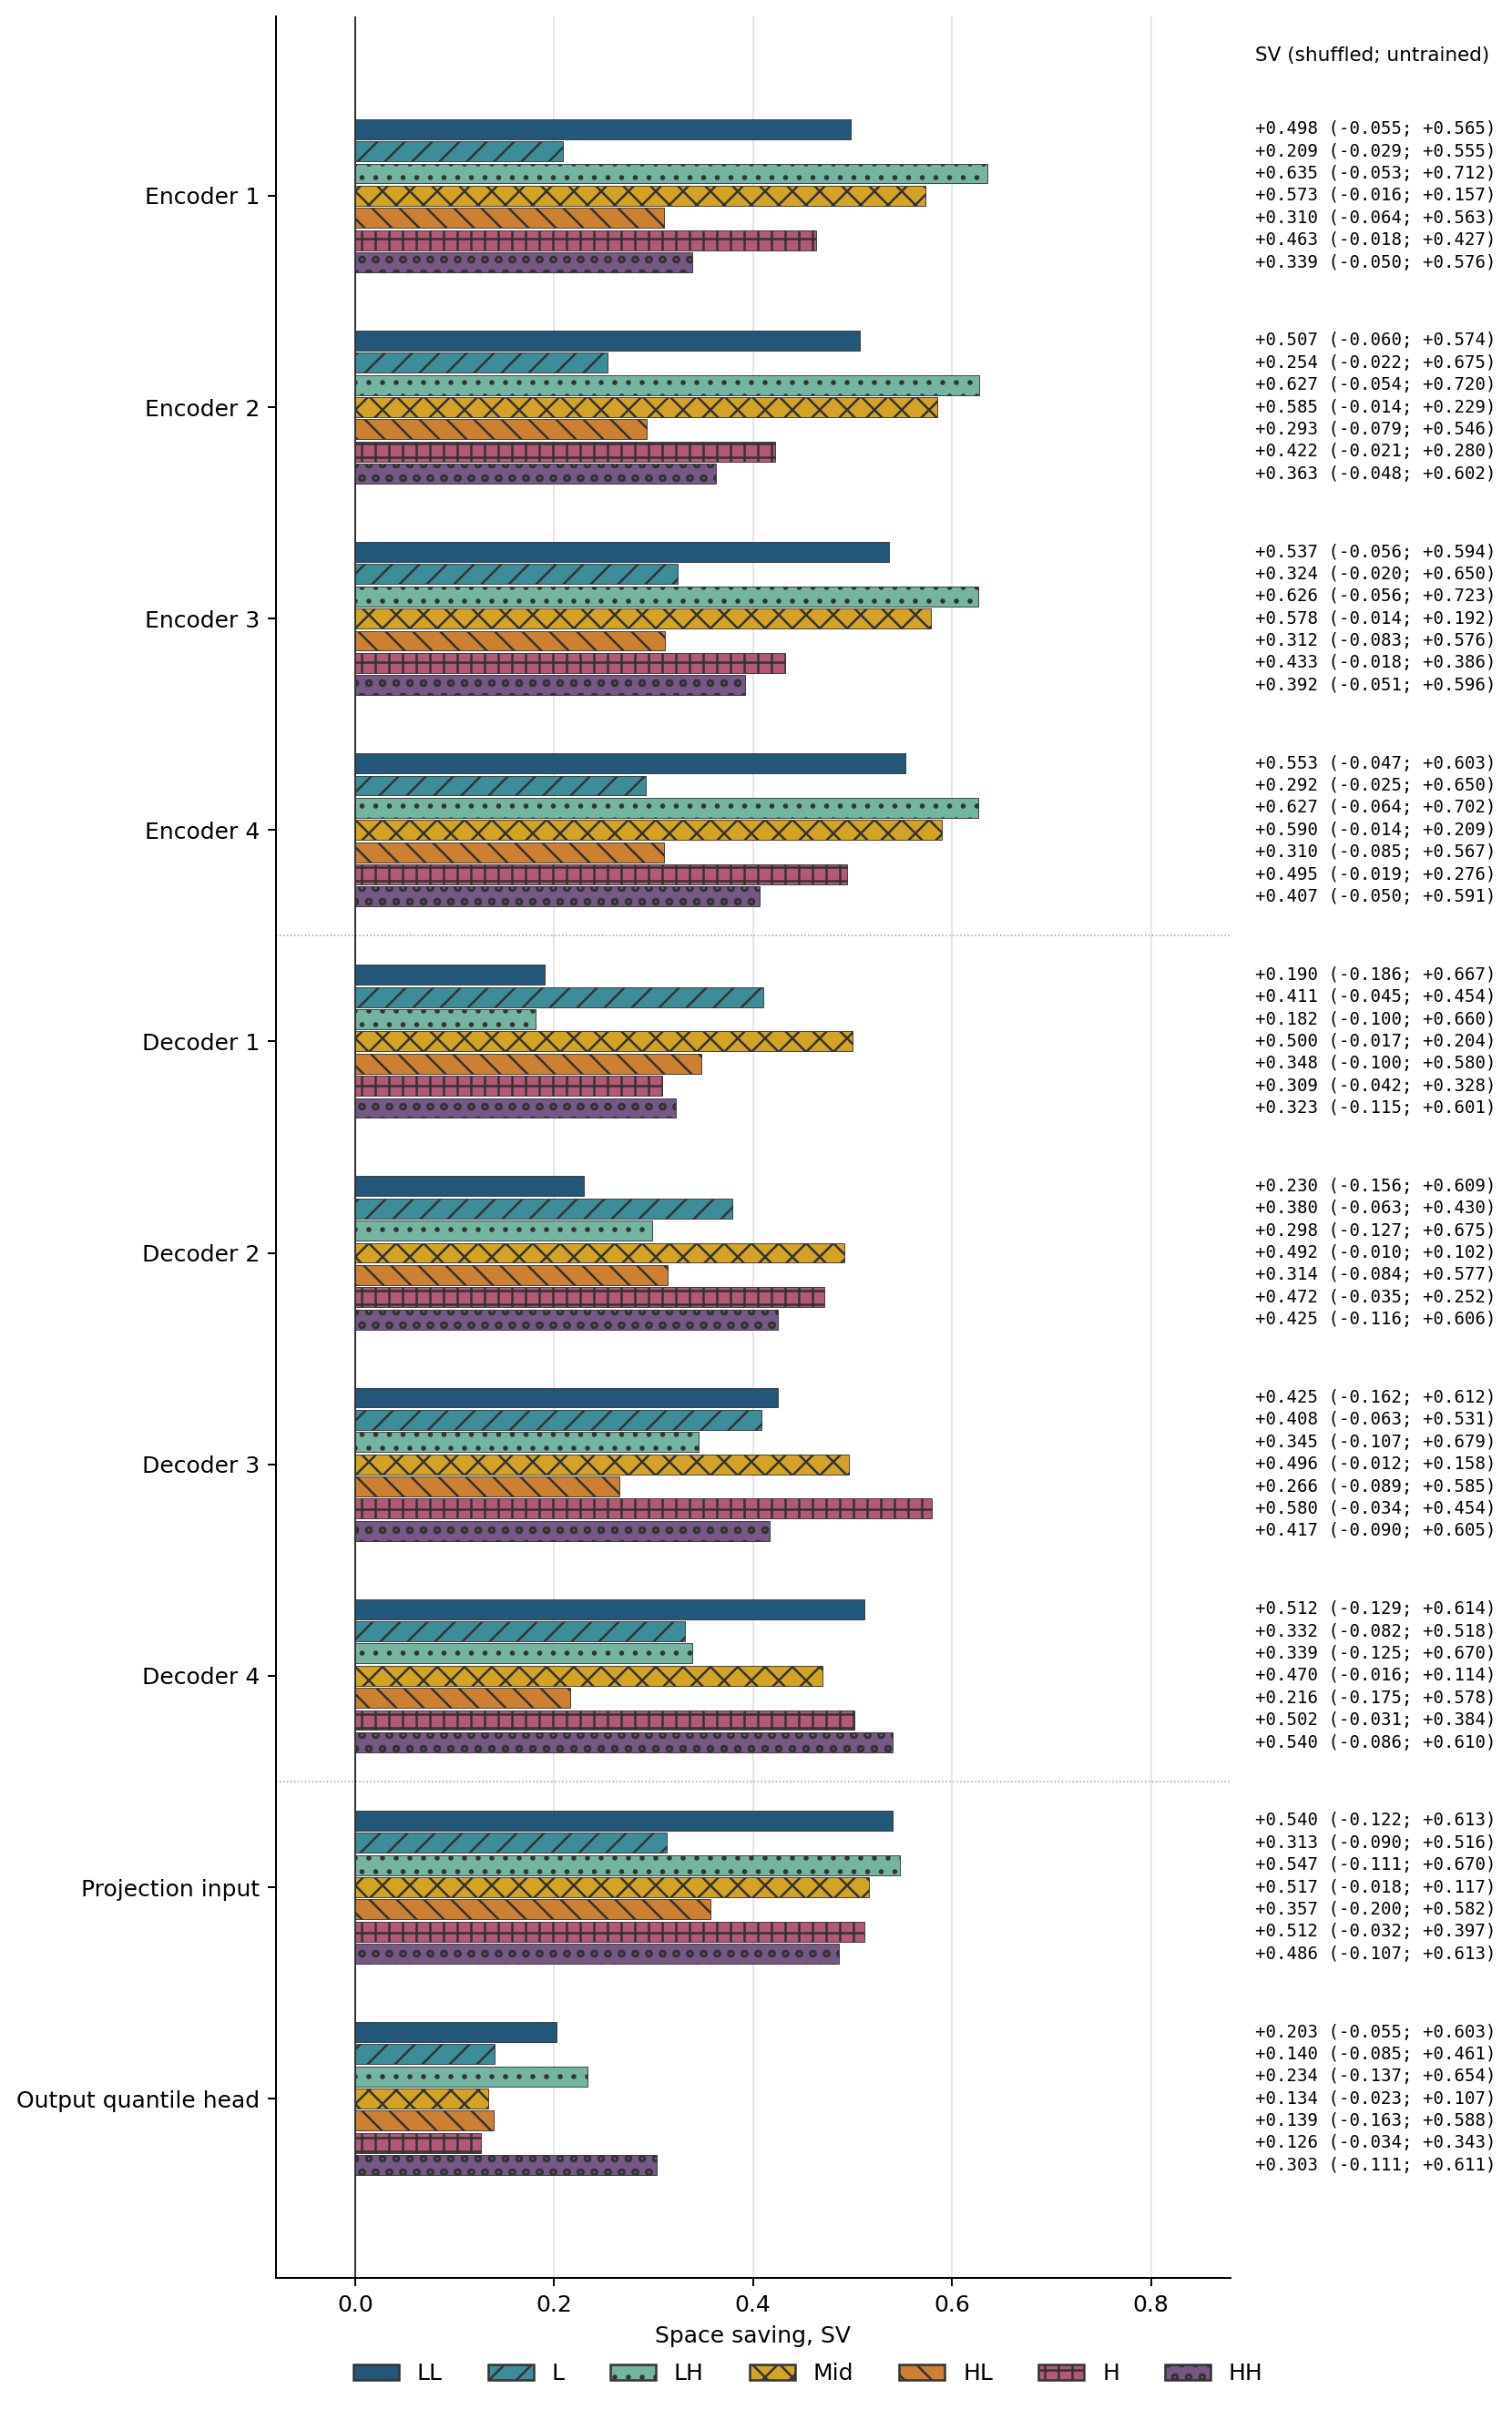 SV (shuffled; untrained)
Encoder 1
+0.498 (-0.055; +0.565)
+0.209 (-0.029; +0.555)
+0.635 (-0.053; +0.712)
+0.573 (-0.016; +0.157)
+0.310 (-0.064; +0.563)
+0.463 (-0.018; +0.427)
+0.339 (-0.050; +0.576)
Encoder 2
+0.507 (-0.060; +0.574)
+0.254 (-0.022; +0.675)
+0.627 (-0.054; +0.720)
+0.585 (-0.014; +0.229)
+0.293 (-0.079; +0.546)
+0.422 (-0.021; +0.280)
+0.363 (-0.048; +0.602)
Encoder 3
+0.537 (-0.056; +0.594)
+0.324 (-0.020; +0.650)
+0.626 (-0.056; +0.723)
+0.578 (-0.014; +0.192)
+0.312 (-0.083; +0.576)
+0.433 (-0.018; +0.386)
+0.392 (-0.051; +0.596)
Encoder 4
+0.553 (-0.047; +0.603)
+0.292 (-0.025; +0.650)
+0.627 (-0.064; +0.702)
+0.590 (-0.014; +0.209)
+0.310 (-0.085; +0.567)
+0.495 (-0.019; +0.276)
+0.407 (-0.050; +0.591)
Decoder 1
+0.190 (-0.186; +0.667)
+0.411 (-0.045; +0.454)
+0.182 (-0.100; +0.660)
+0.500 (-0.017; +0.204)
+0.348 (-0.100; +0.580)
+0.309 (-0.042; +0.328)
+0.323 (-0.115; +0.601)
Decoder 2
+0.230 (-0.156; +0.609)
+0.380 (-0.063; +0.430)
+0.298 (-0.127; +0.675)
+0.492 (-0.010; +0.102)
+0.314 (-0.084; +0.577)
+0.472 (-0.035; +0.252)
+0.425 (-0.116; +0.606)
Decoder 3
+0.425 (-0.162; +0.612)
+0.408 (-0.063; +0.531)
+0.345 (-0.107; +0.679)
+0.496 (-0.012; +0.158)
+0.266 (-0.089; +0.585)
+0.580 (-0.034; +0.454)
+0.417 (-0.090; +0.605)
Decoder 4
+0.512 (-0.129; +0.614)
+0.332 (-0.082; +0.518)
+0.339 (-0.125; +0.670)
+0.470 (-0.016; +0.114)
+0.216 (-0.175; +0.578)
+0.502 (-0.031; +0.384)
+0.540 (-0.086; +0.610)
Projection input
+0.540 (-0.122; +0.613)
+0.313 (-0.090; +0.516)
+0.547 (-0.111; +0.670)
+0.517 (-0.018; +0.117)
+0.357 (-0.200; +0.582)
+0.512 (-0.032; +0.397)
+0.486 (-0.107; +0.613)
Output quantile head
+0.203 (-0.055; +0.603)
+0.140 (-0.085; +0.461)
+0.234 (-0.137; +0.654)
+0.134 (-0.023; +0.107)
+0.139 (-0.163; +0.588)
+0.126 (-0.034; +0.343)
+0.303 (-0.111; +0.611)
0.0 0.2 0.4 0.6 0.8
Space saving, SV
LL L LH Mid HL H HH